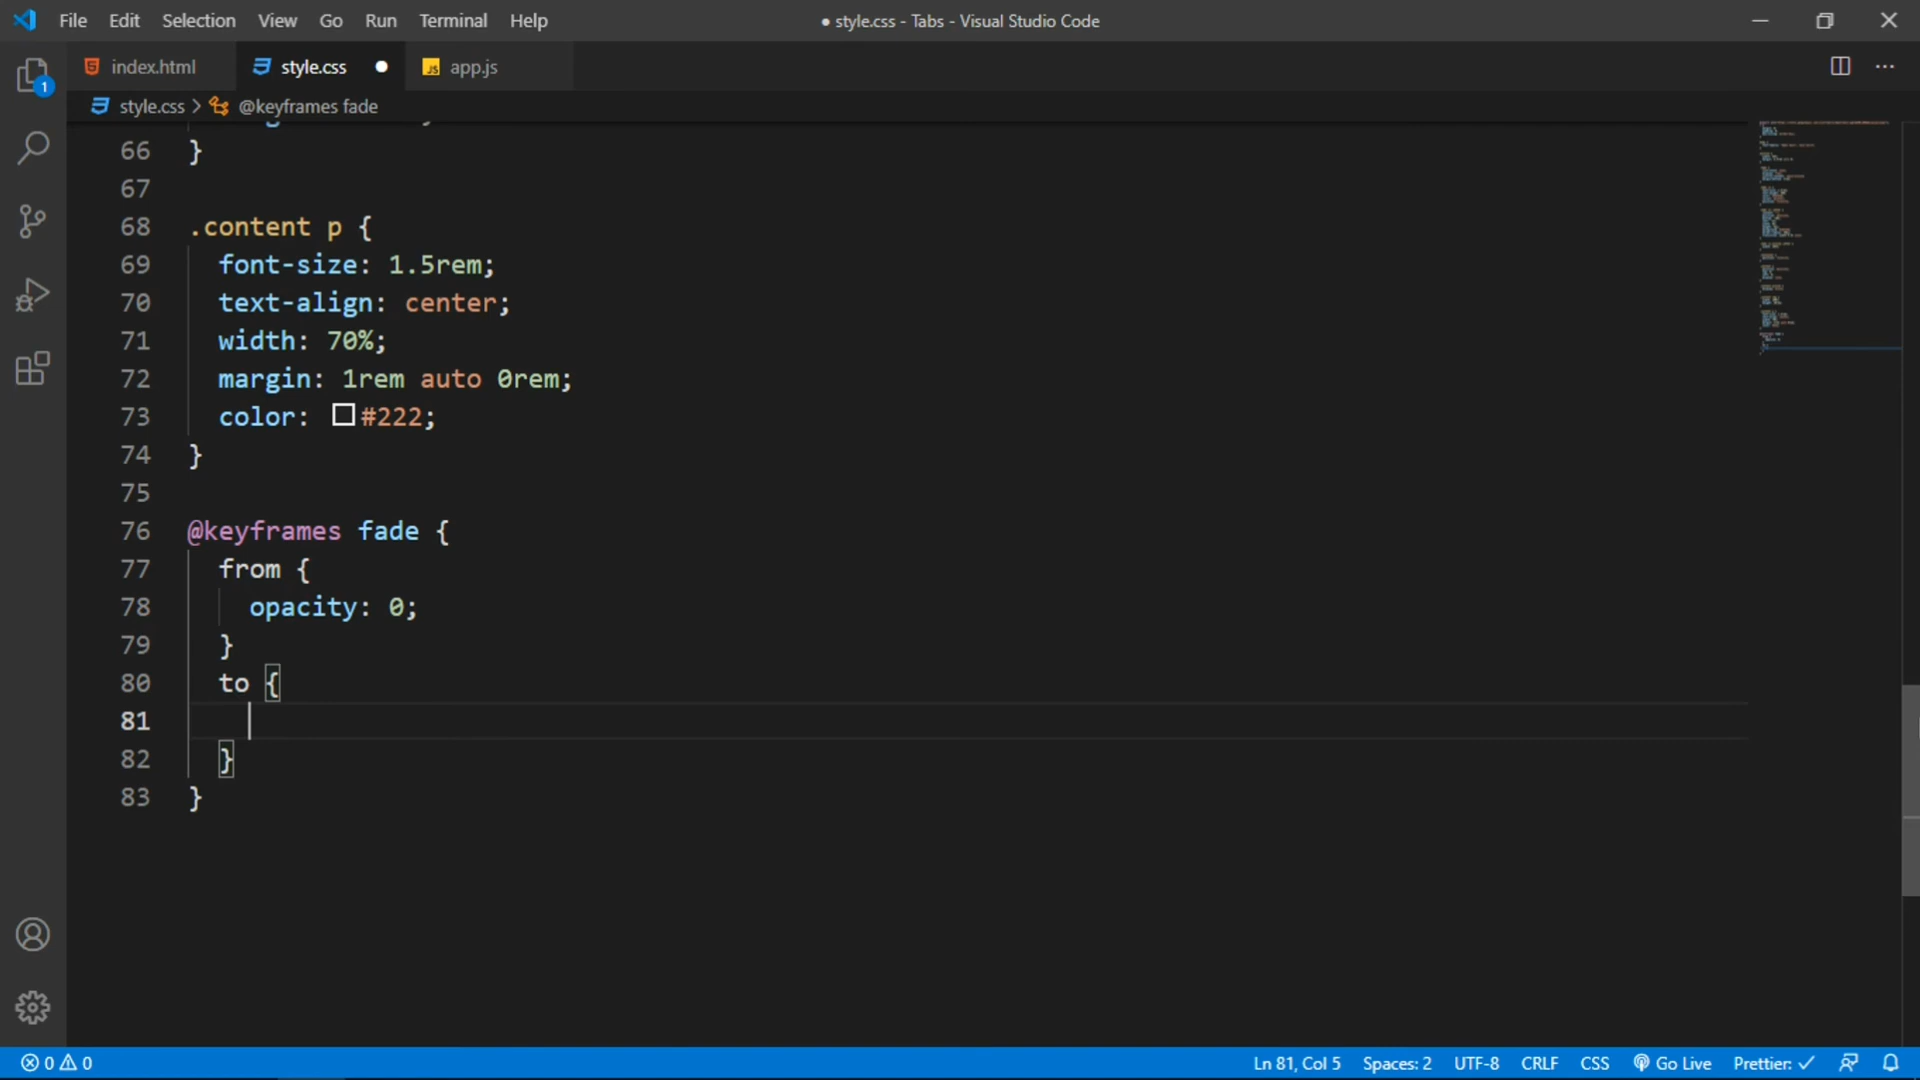 File Edit Selection View Go Run Terminal Help
● style.css - Tabs - Visual Studio Code
index.html
style.css
JS app.js
style.css > @keyframes fade
1
66 }
67
68 .content p {
69 font-size: 1.5rem;
70 text-align: center;
71 width: 70%;
72 margin: 1rem auto 0rem;
73 color: #222;
74 }
75
76 @keyframes fade {
77 from {
78 opacity: 0;
79 }
80 to {
81
82 }
83 }
0 0 Ln 81, Col 5 Spaces: 2 UTF-8 CRLF CSS Go Live Prettier: ✓